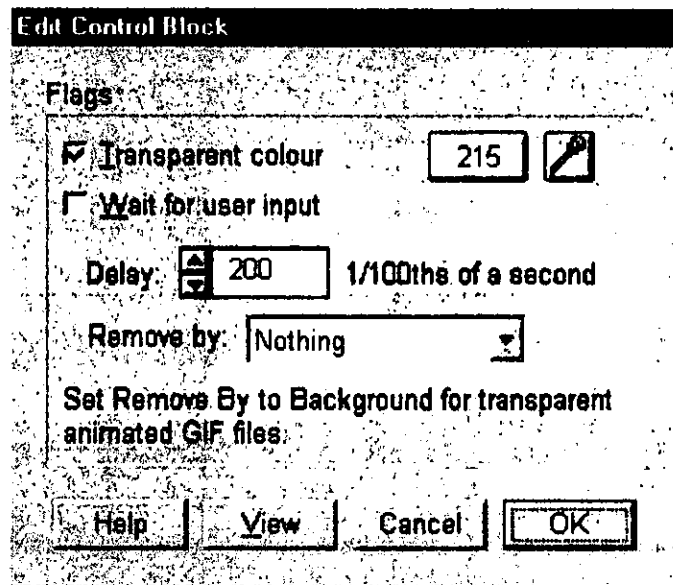 Edit Control Block
Flags
Transparent colour 215
Wait for user input
Delay: 200 1/100ths of a second
Remove by: Nothing
Set Remove By to Background for transparent
animated GIF files.
Help View Cancel OK